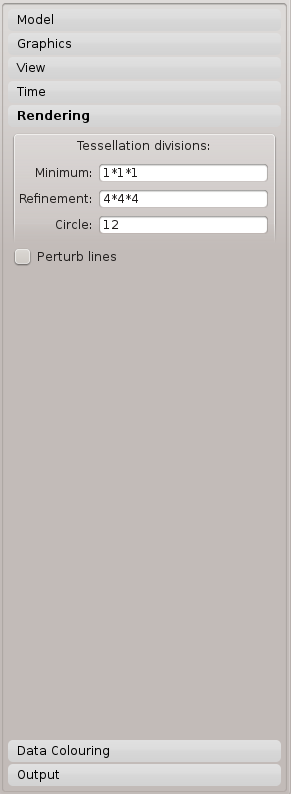 Model
Graphics
View
Time
Rendering
Tessellation divisions:
Minimum: 1*1*1
Refinement: 4*4*4
Circle: 12
Perturb lines
Data Colouring
Output